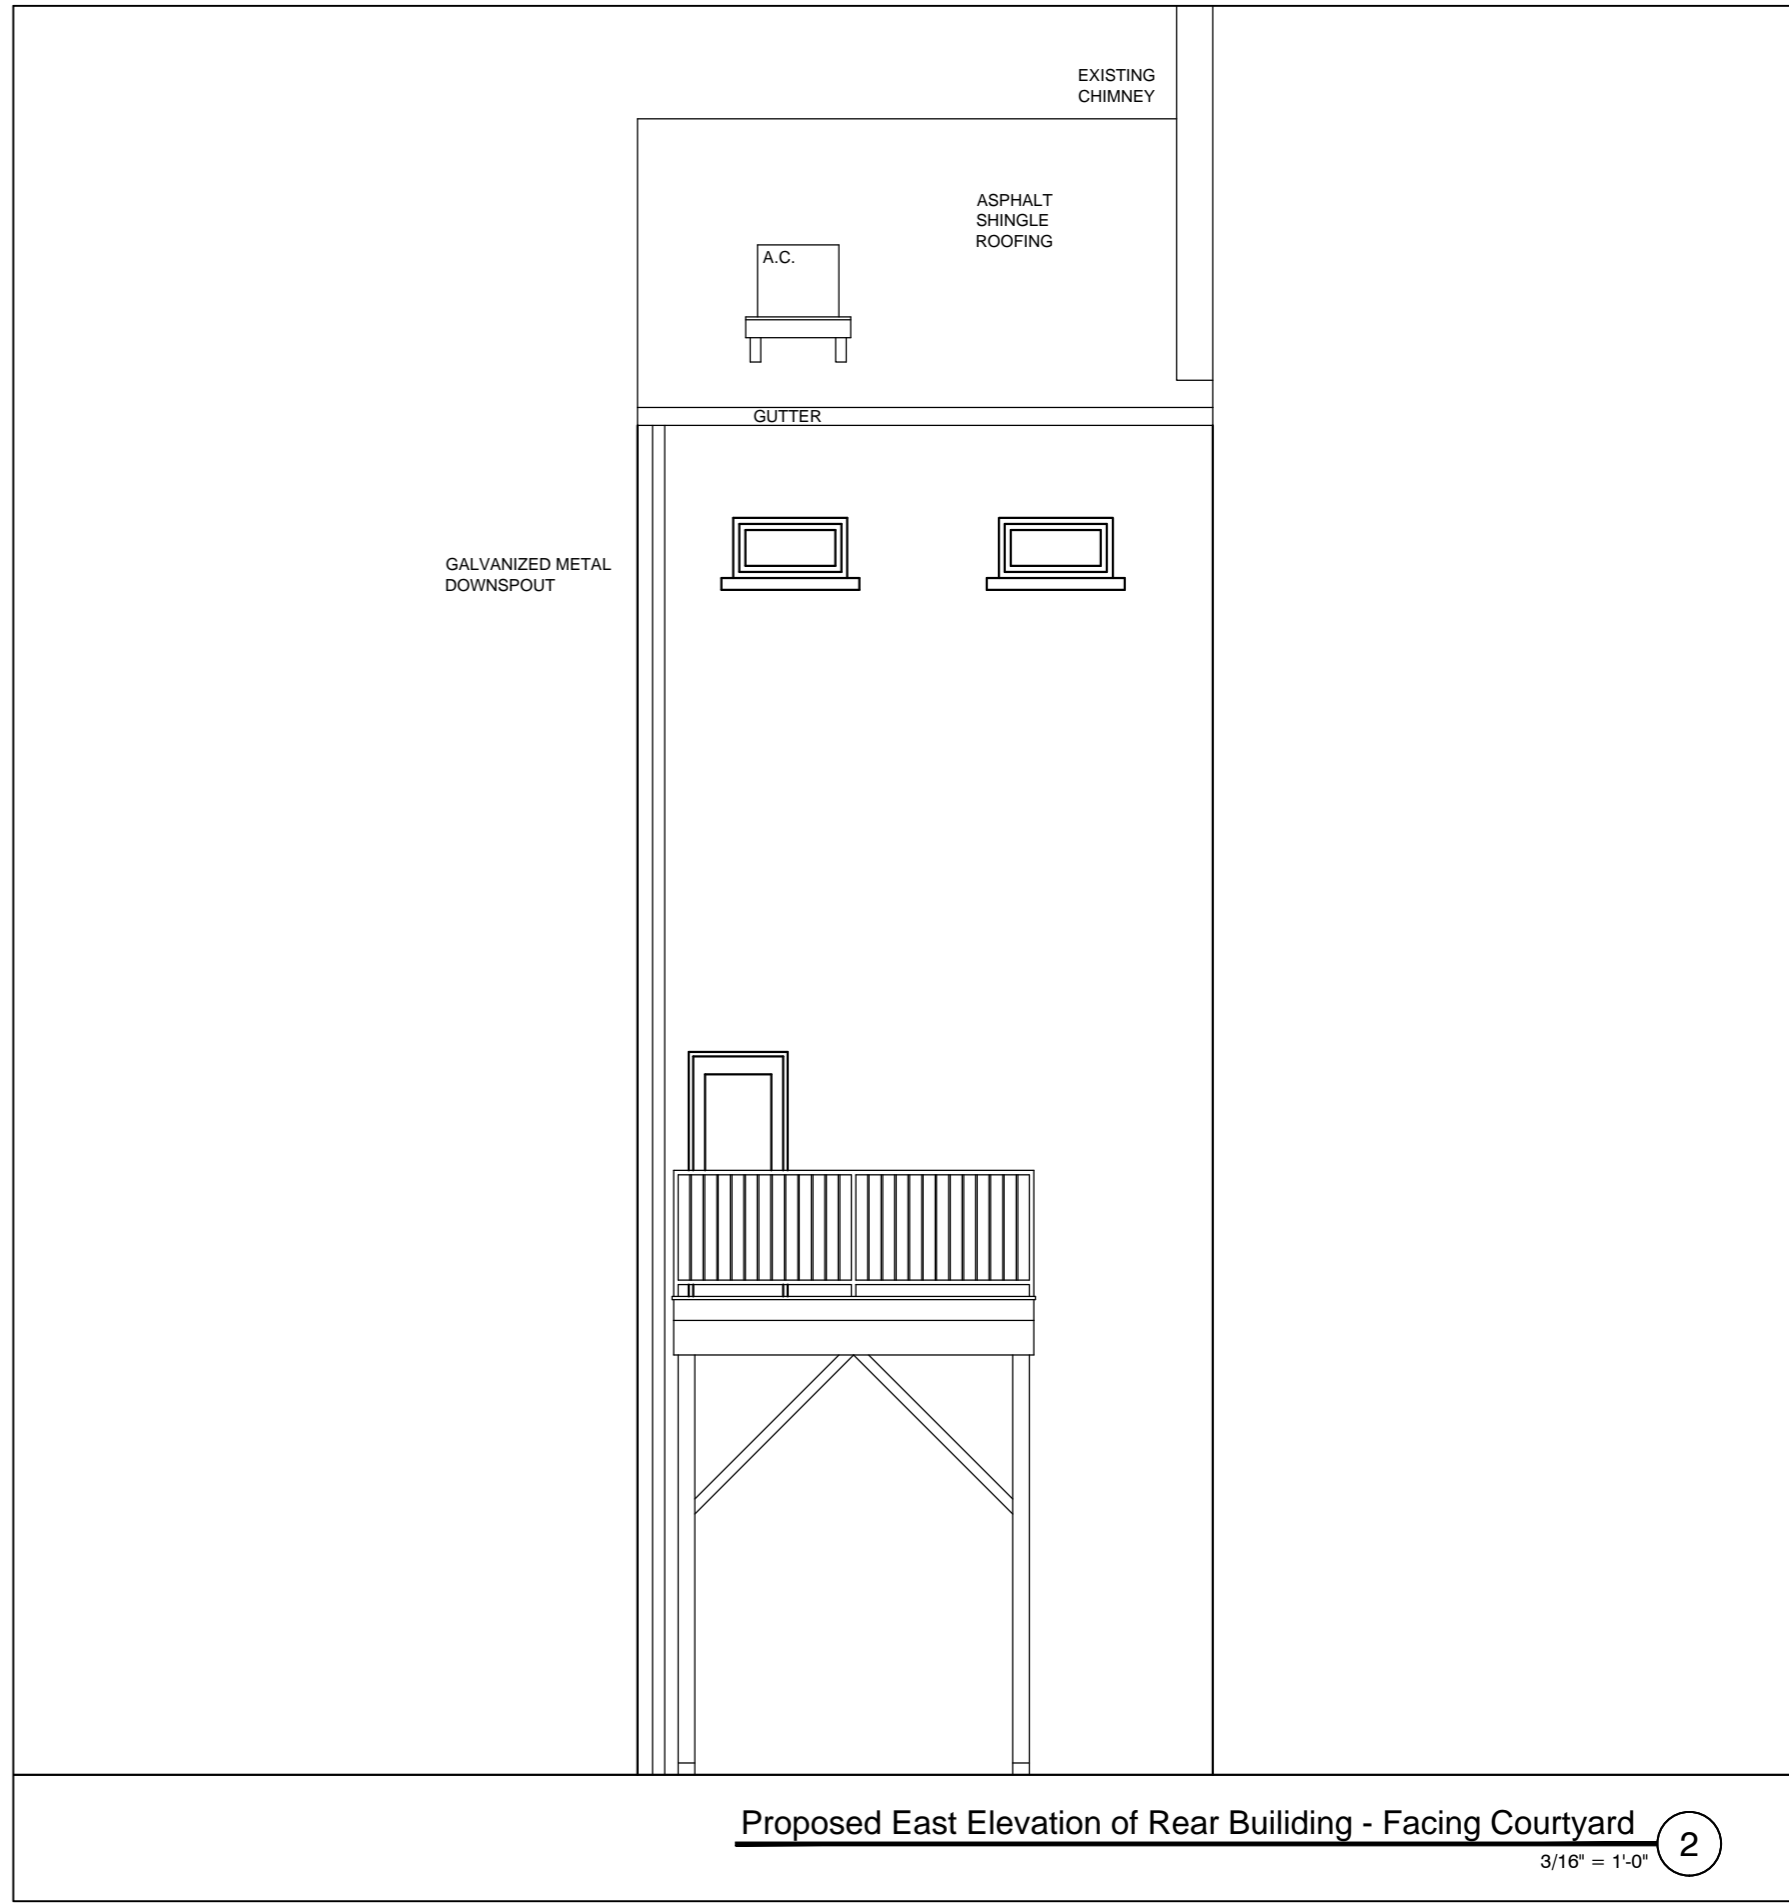 EXISTING
CHIMNEY
ASPHALT
SHINGLE
ROOFING
A.C.
GUTTER
GALVANIZED METAL
DOWNSPOUT
Proposed East Elevation of Rear Builiding - Facing Courtyard
2
3/16" = 1'-0"